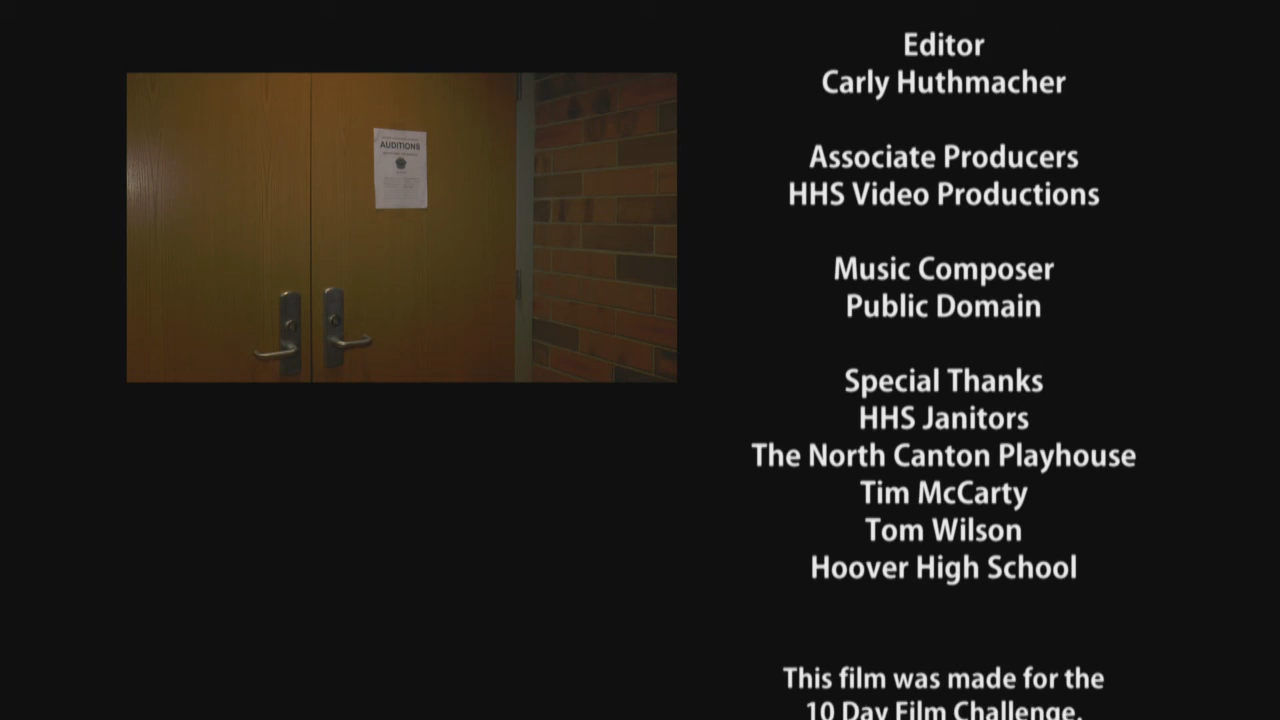 AUDITIONS
Editor
Carly Huthmacher
Associate Producers
HHS Video Productions
Music Composer
Public Domain
Special Thanks
HHS Janitors
The North Canton Playhouse
Tim McCarty
Tom Wilson
Hoover High School
This film was made for the
10 Day Film Challenge.